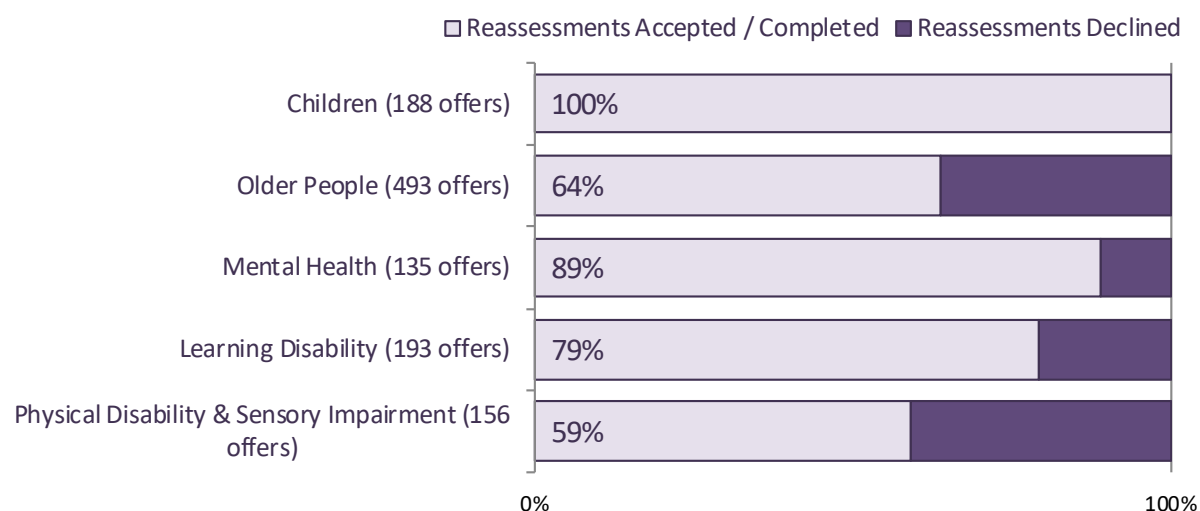 Reassessments Accepted / Completed Reassessments Declined
Children (188 offers) 100%
Older People (493 offers) 64%
Mental Health (135 offers) 89%
Learning Disability (193 offers) 79%
Physical Disability & Sensory Impairment (156
offers) 59%
0% 100%